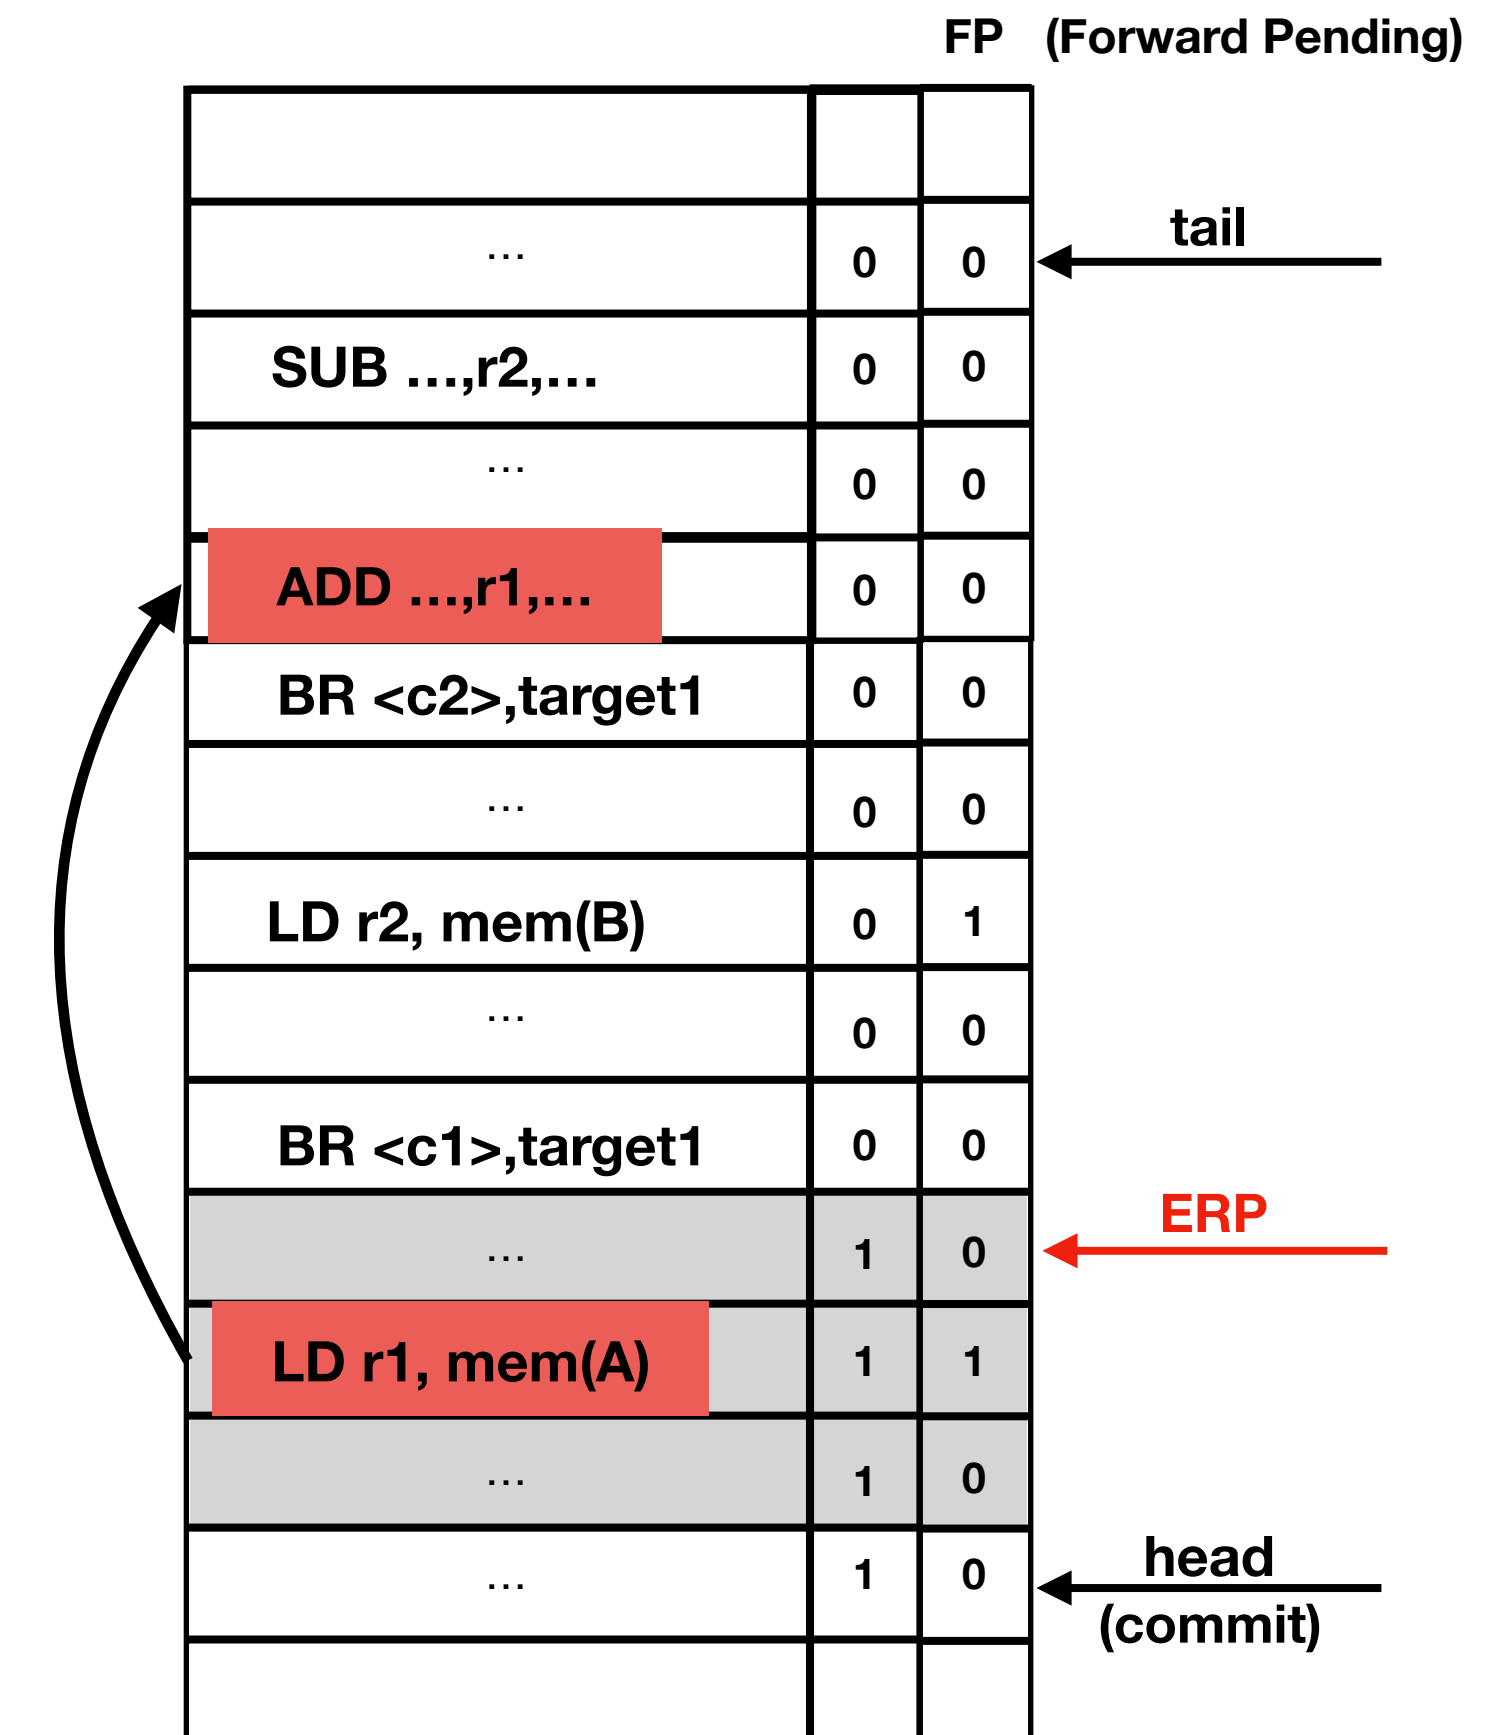 FP (Forward Pending)
… 0 0
tail
SUB …,r2,… 0 0
… 0 0
ADD …,r1,… 0 0
BR <c2>,target1 0 0
… 0 0
LD r2, mem(B) 0 1
… 0 0
BR <c1>,target1 0 0
ERP
… 1 0
LD r1, mem(A) 1 1
… 1 0
head
… 1 0
(commit)